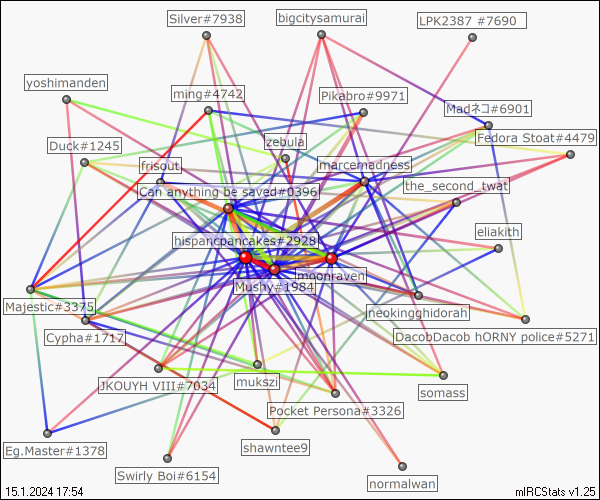 Silver#7938
bigcitysamurai
LPK2387 #7690
yoshimanden
ming#4742
Pikabro#9971
Madネコ#6901
Duck#1245
zebula
Fedora Stoat#4479
frisout
marcemadness
Can anything be saved#0396
the_second_twat
hispancpancakes#2928
eliakith
moonraven
Mushy#1984
Majestic#3375
neokingghidorah
Cypha#1717
DacobDacob hORNY police#5271
JKOUYH VIII#7034
mukszi
somass
Pocket Persona#3326
Eg.Master#1378
shawntee9
Swirly Boi#6154
normalwan
15.1.2024 17:54
mIRCStats v1.25